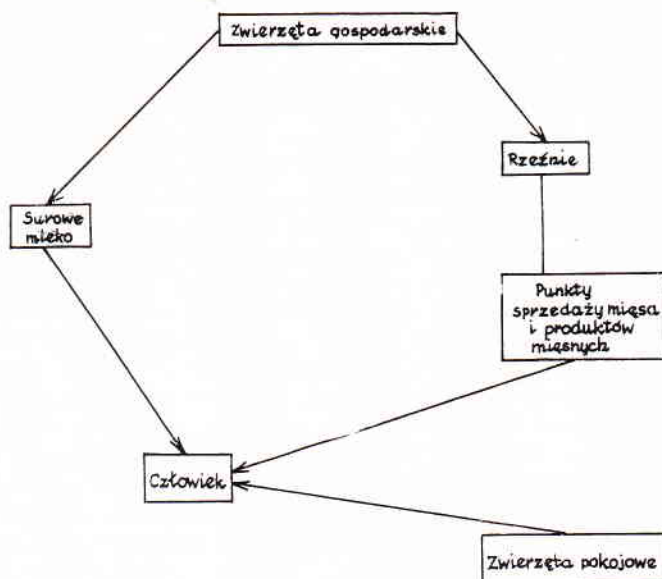 Zwierzęta gospodarskie
Rzeźnie
Surowe
mleko
Punkty
sprzedaży mięsa
i produktów
mięsnych
Człowiek
Zwierzęta pokojowe